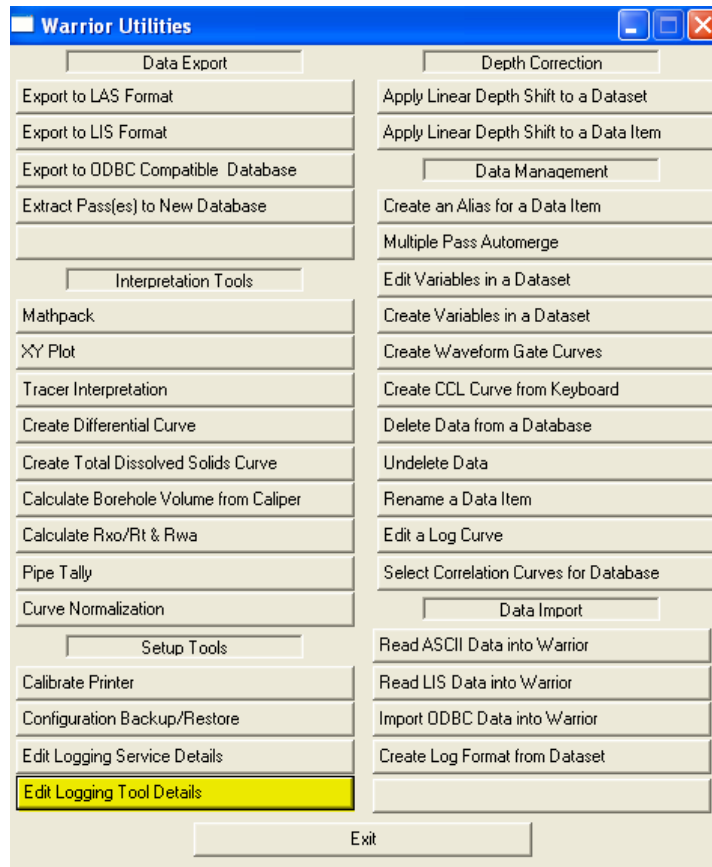 Warrior Utilities
Data Export
Export to LAS Format
Export to LIS Format
Export to ODBC Compatible  Database
Extract Pass(es) to New Database
Interpretation Tools
Mathpack
XY Plot
Tracer Interpretation
Create Differential Curve
Create Total Dissolved Solids Curve
Calculate Borehole Volume from Caliper
Calculate Rxo/Rt & Rwa
Pipe Tally
Curve Normalization
Setup Tools
Calibrate Printer
Configuration Backup/Restore
Edit Logging Service Details
Edit Logging Tool Details
Depth Correction
Apply Linear Depth Shift to a Dataset
Apply Linear Depth Shift to a Data Item
Data Management
Create an Alias for a Data Item
Multiple Pass Automerge
Edit Variables in a Dataset
Create Variables in a Dataset
Create Waveform Gate Curves
Create CCL Curve from Keyboard
Delete Data from a Database
Undelete Data
Rename a Data Item
Edit a Log Curve
Select Correlation Curves for Database
Data Import
Read ASCII Data into Warrior
Read LIS Data into Warrior
Import ODBC Data into Warrior
Create Log Format from Dataset
Exit